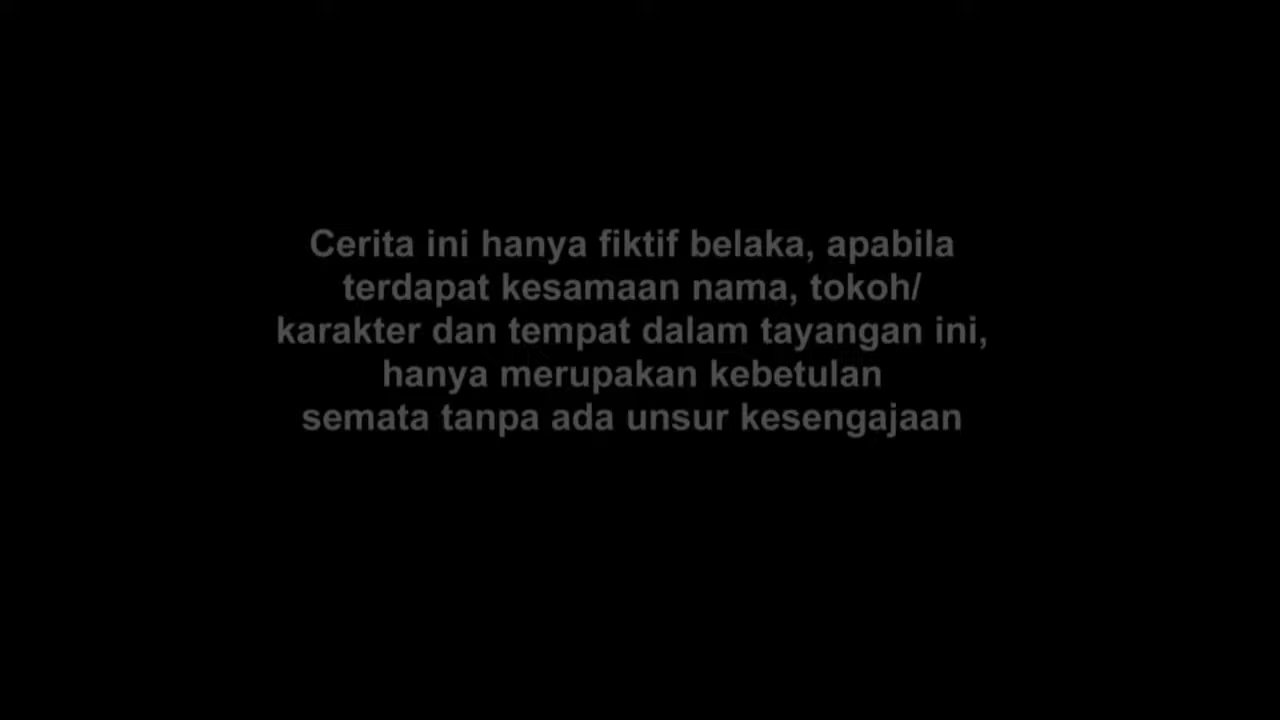 Cerita ini hanya fiktif belaka, apabila
terdapat kesamaan nama, tokoh/
karakter dan tempat dalam tayangan ini,
hanya merupakan kebetulan
semata tanpa ada unsur kesengajaan